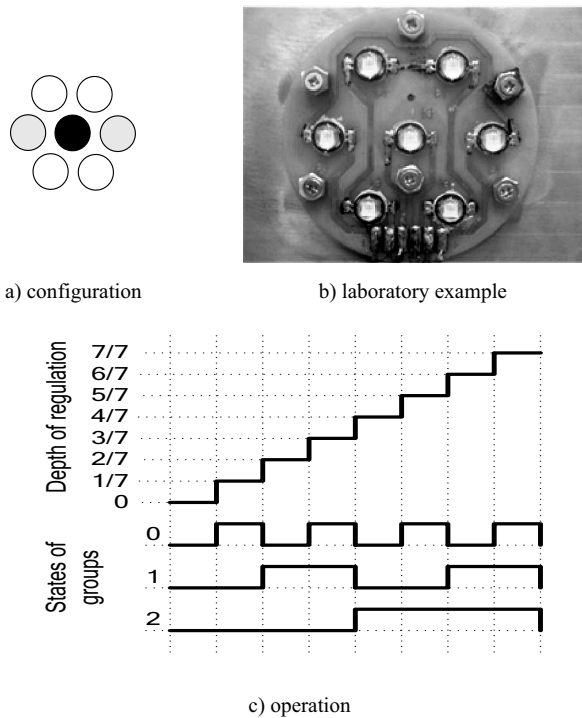 a) configuration
b) laboratory example
Depth of regulation
7/7
6/7
5/7
4/7
3/7
2/7
1/7
0
States of
groups
0
1
2
c) operation